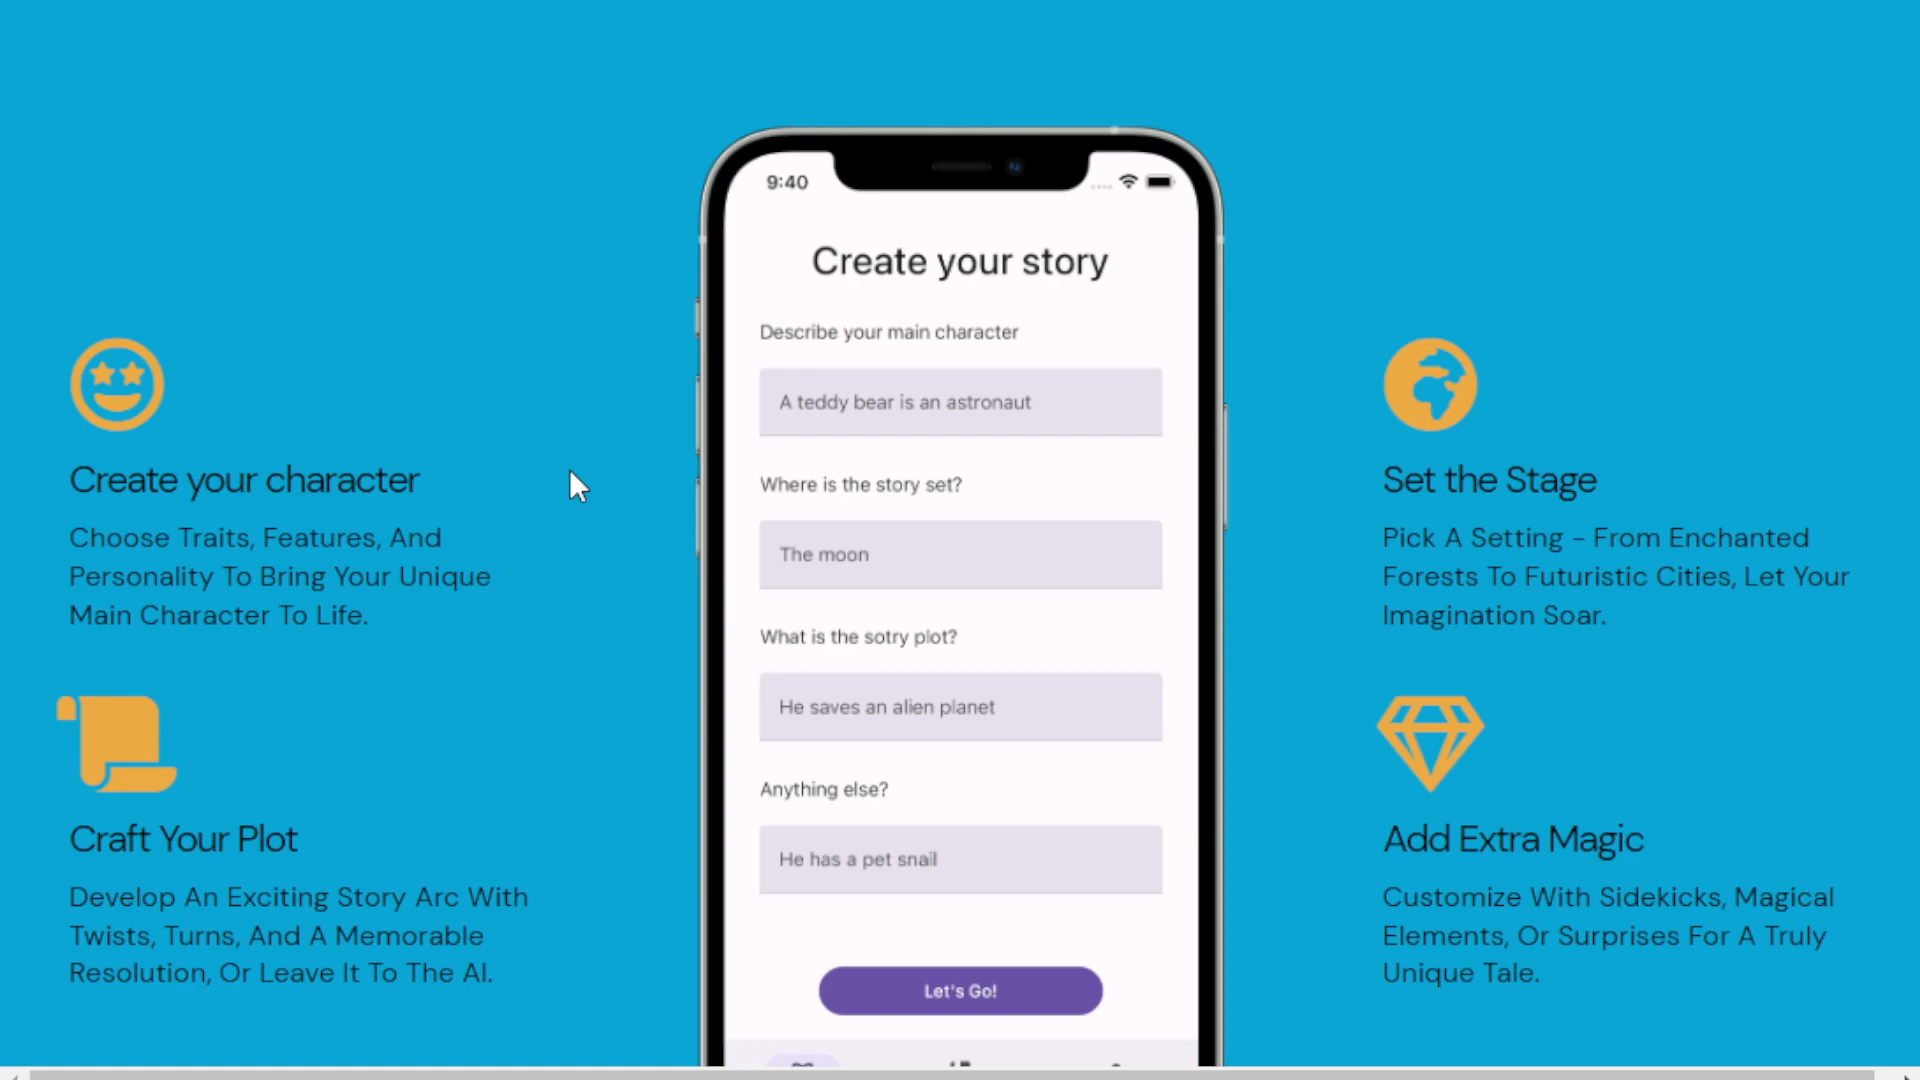 Create your character
Choose Traits, Features, And
Personality To Bring Your Unique
Main Character To Life.
Craft Your Plot
Develop An Exciting Story Arc With
Twists, Turns, And A Memorable
Resolution, Or Leave It To The AI.
9:40
Create your story
Describe your main character
A teddy bear is an astronaut
Where is the story set?
The moon
What is the sotry plot?
He saves an alien planet
Anything else?
He has a pet snail
Let's Go!
Set the Stage
Pick A Setting - From Enchanted
Forests To Futuristic Cities, Let Your
Imagination Soar.
Add Extra Magic
Customize With Sidekicks, Magical
Elements, Or Surprises For A Truly
Unique Tale.